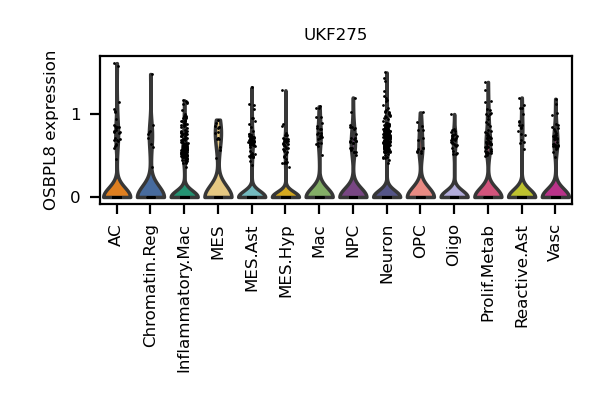 UKF275
OSBPL8 expression
1
0
AC
Chromatin.Reg
Inflammatory.Mac
MES
MES.Ast
MES.Hyp
Mac
NPC
Neuron
OPC
Oligo
Prolif.Metab
Reactive.Ast
Vasc